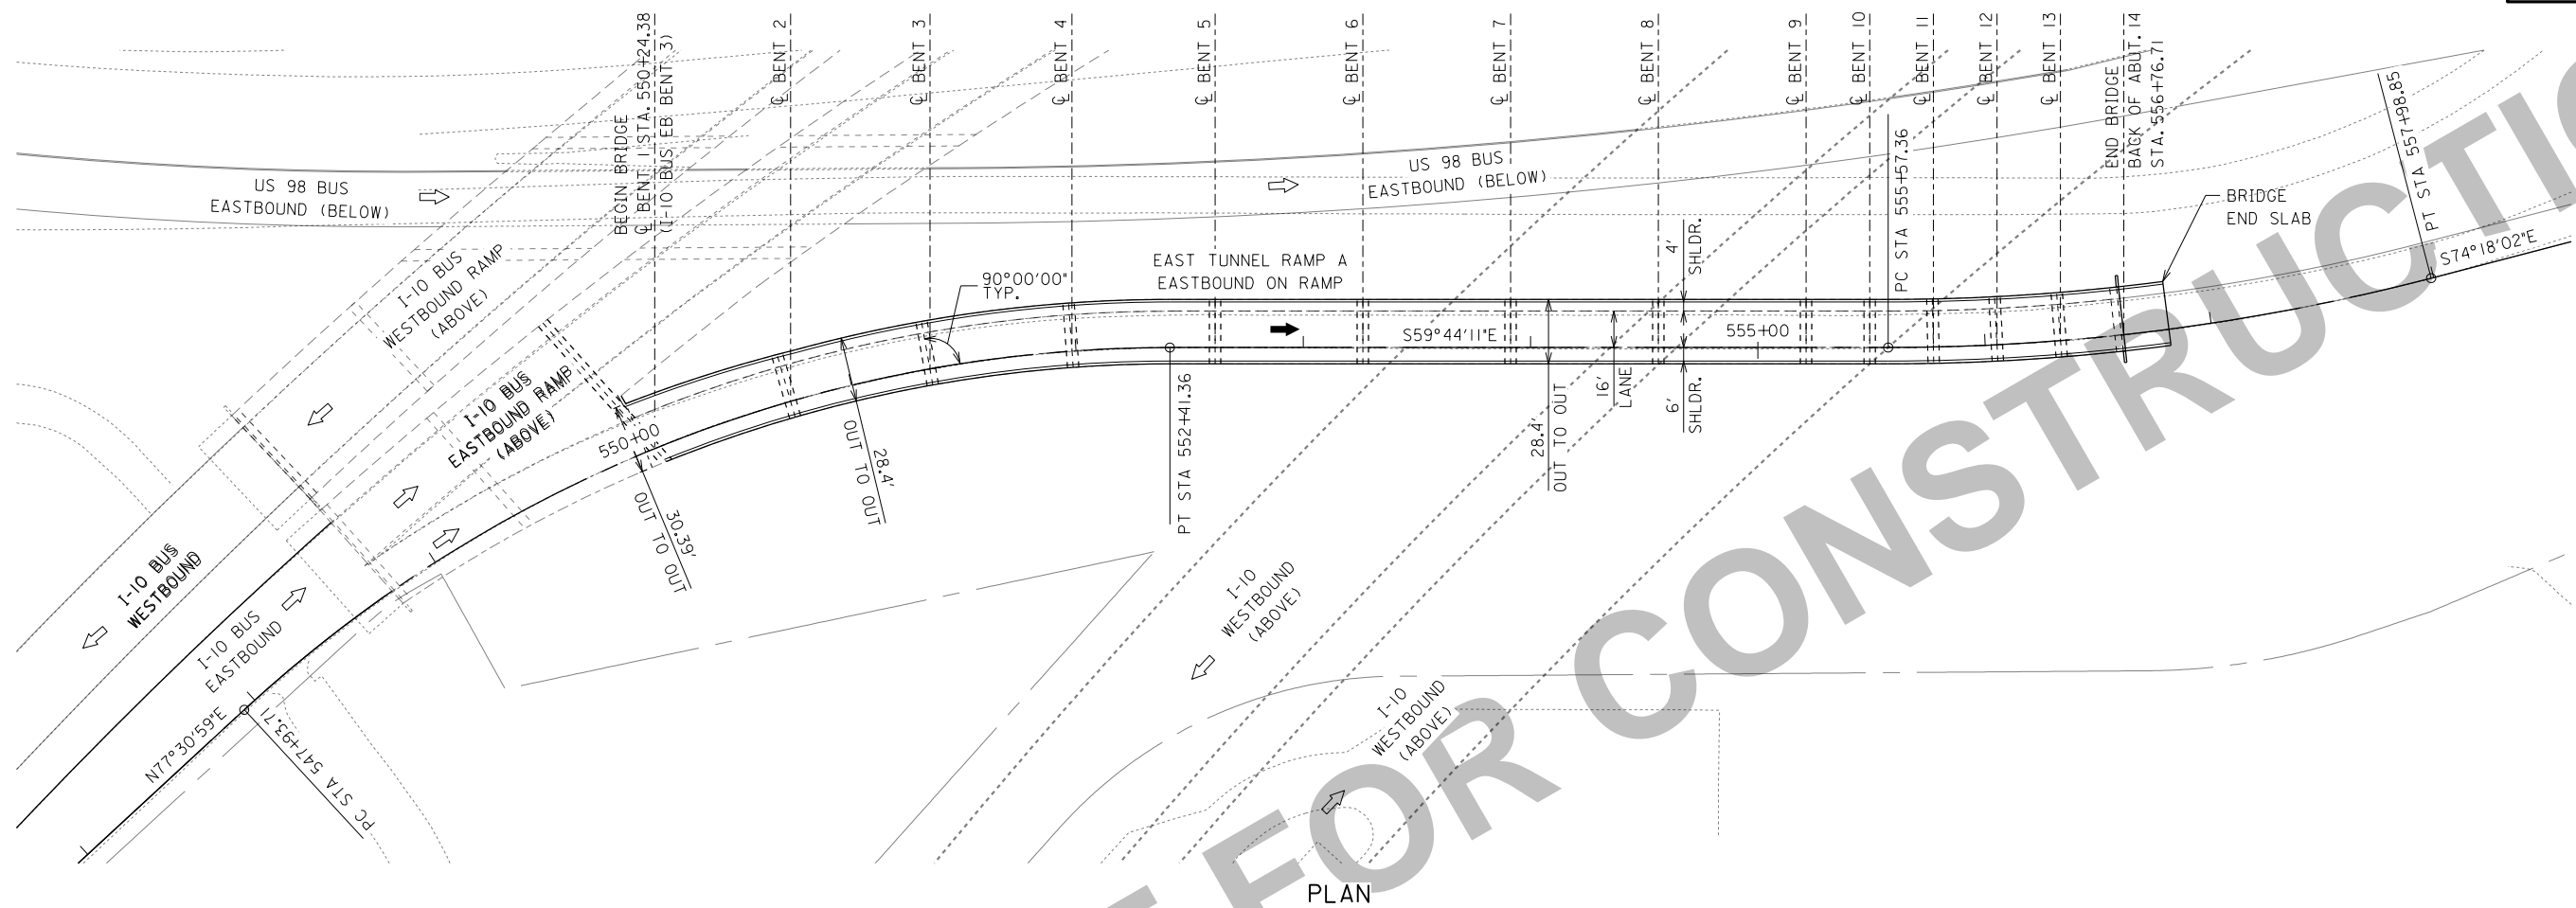 BEGIN BRIDGE
℄ BENT 1 STA. 550+24.38
(I-10 BUS EB BENT 3)
℄ BENT 2
℄ BENT 3
℄ BENT 4
℄ BENT 5
℄ BENT 6
℄ BENT 7
℄ BENT 8
℄ BENT 9
℄ BENT 10
℄ BENT 11
℄ BENT 12
℄ BENT 13
END BRIDGE
BACK OF ABUT. 14
STA. 556+76.71
PT STA 557+98.85
PC STA 555+57.36
US 98 BUS
EASTBOUND (BELOW)
US 98 BUS
EASTBOUND (BELOW)
BRIDGE
END SLAB
S74°18'02"E
I-10 BUS
WESTBOUND RAMP
(ABOVE)
90°00'00"
TYP.
EAST TUNNEL RAMP A
EASTBOUND ON RAMP
4'
SHLDR.
S59°44'11"E
555+00
16'
LANE
6'
SHLDR.
28.4'
OUT TO OUT
I-10 BUS
EASTBOUND RAMP
(ABOVE)
550+00
28.4'
OUT TO OUT
30.39'
OUT TO OUT
PT STA 552+41.36
I-10 BUS
WESTBOUND
I-10 BUS
EASTBOUND
I-10
WESTBOUND
(ABOVE)
I-10
WESTBOUND
(ABOVE)
N77°30'59"E
PC STA 547+93.71
PLAN
FOR CONSTRUCTIO